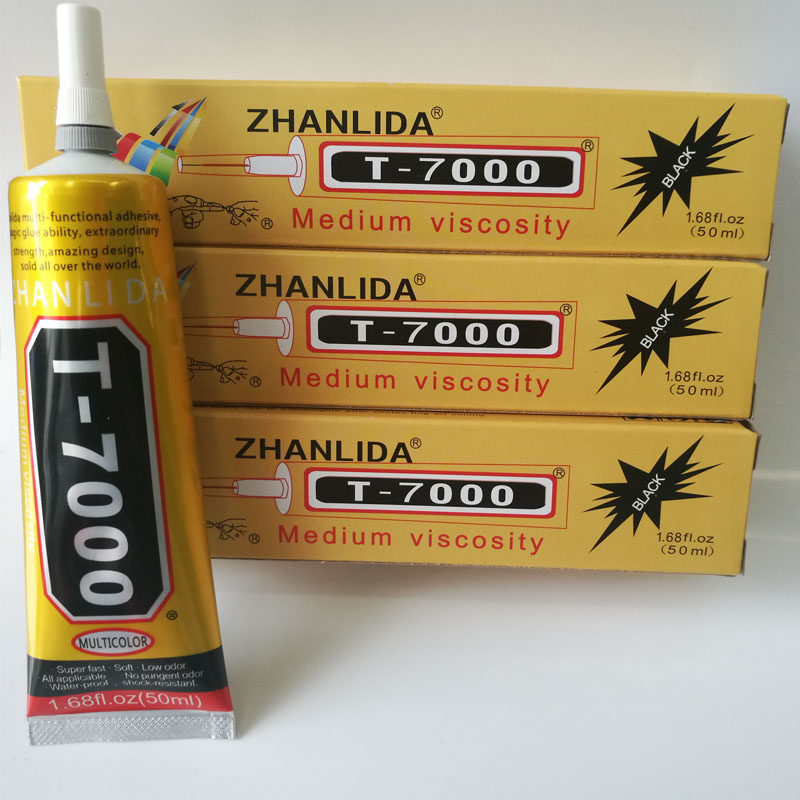 ZHANLIDA®
T-7000®
Medium viscosity
BLACK
1.68fl.oz
(50ml)
®
ZHANLIDA®
T-7000®
Medium viscosity
BLACK
1.68fl.oz
(50ml)
®
ZHANLIDA®
T-7000®
Medium viscosity
BLACK
1.68fl.oz
(50ml)
®
multi-functional adhesive,
glue ability, extraordinary
strength,amazing design,
sold all over the world.
ZHANLIDA
T-7000
®
Medium Viscosity
MULTICOLOR
Super fast · Soft · Low odor
All applicable No pungent odor
Water-proof , shock-resistant.
1.68fl.oz(50ml)